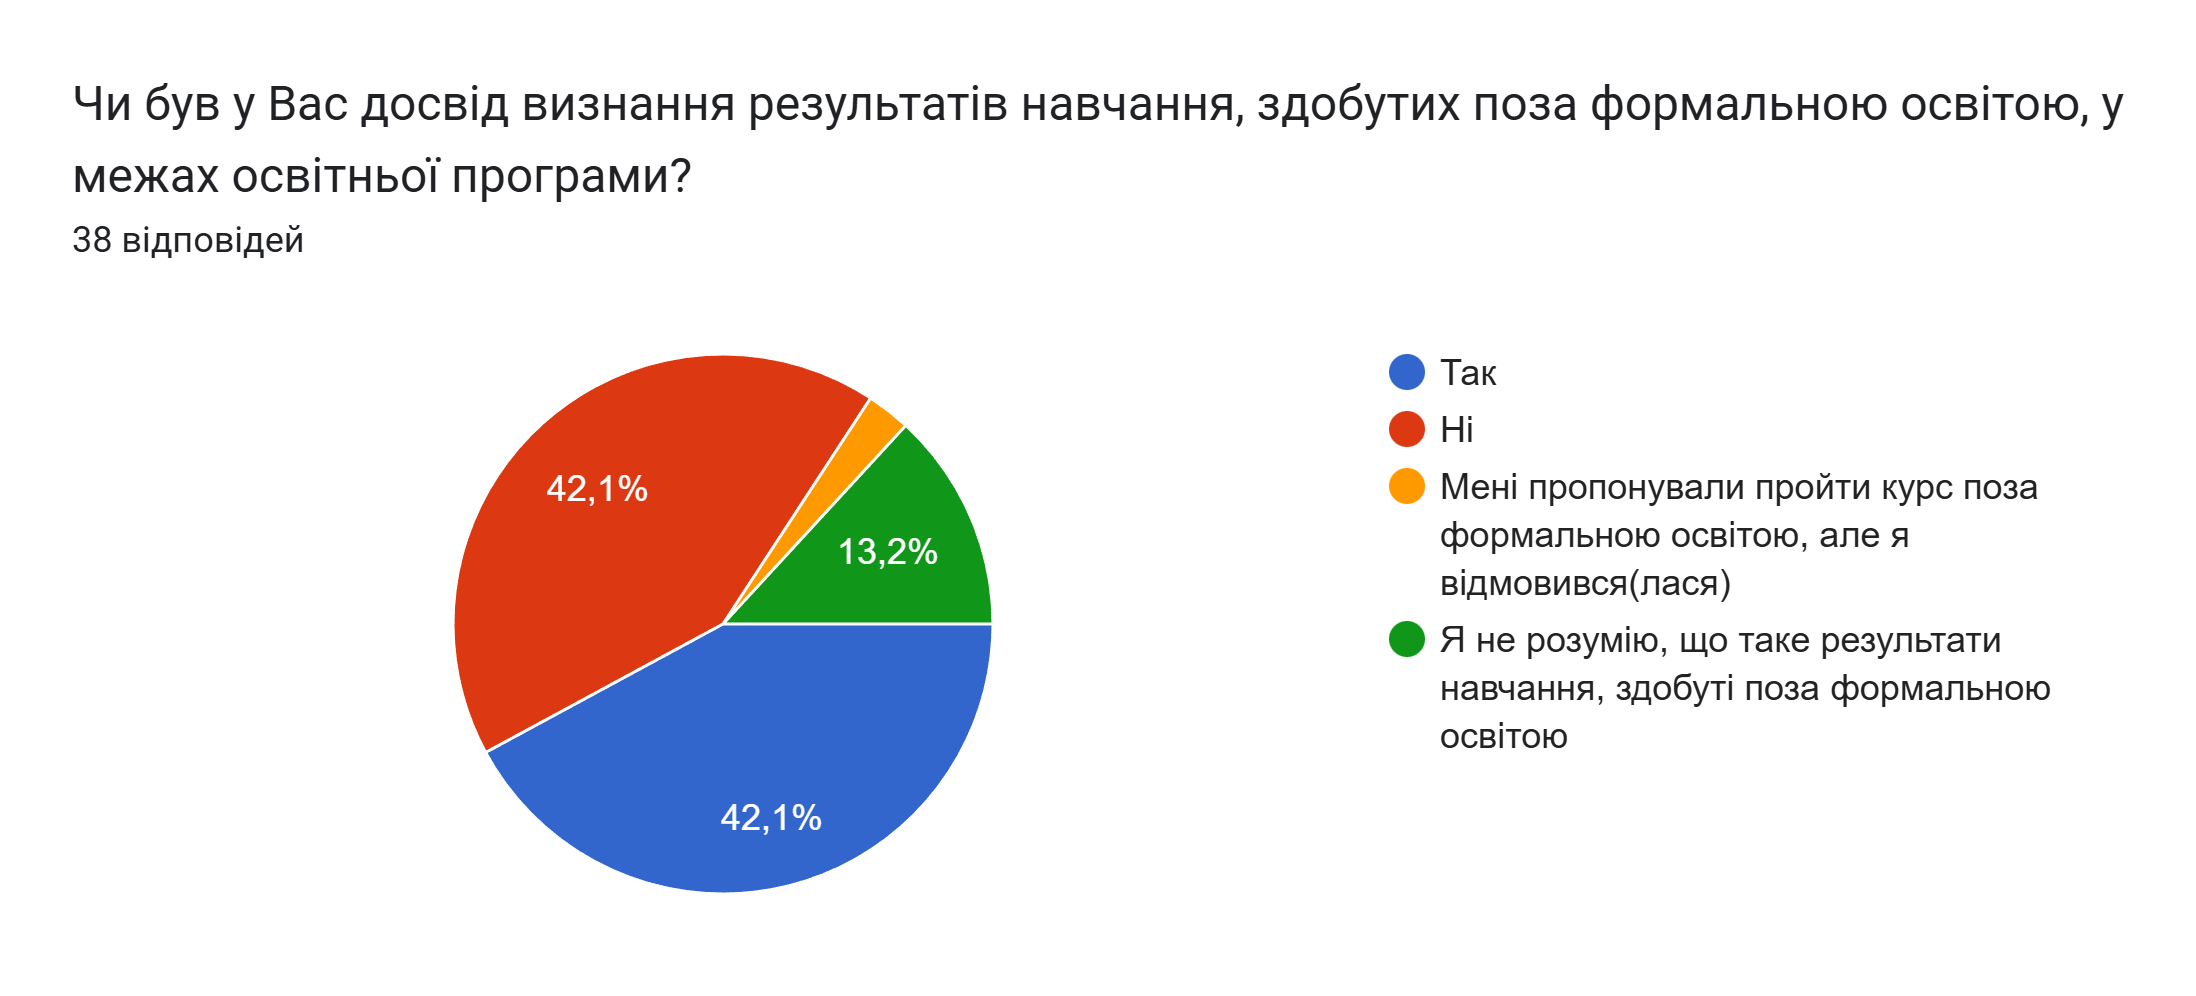 Чи був у Вас досвід визнання результатів навчання, здобутих поза формальною освітою, у
межах освітньої програми?
38 відповідей
42,1%
13,2%
42,1%
Так
Ні
Мені пропонували пройти курс поза
формальною освітою, але я
відмовився(лася)
Я не розумію, що таке результати
навчання, здобуті поза формальною
освітою